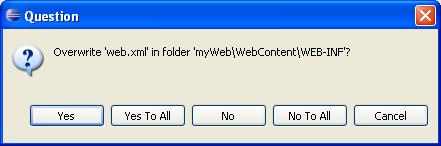 Question
Overwrite 'web.xml' in folder 'myWeb\WebContent\WEB-INF'?
Yes
Yes To All
No
No To All
Cancel